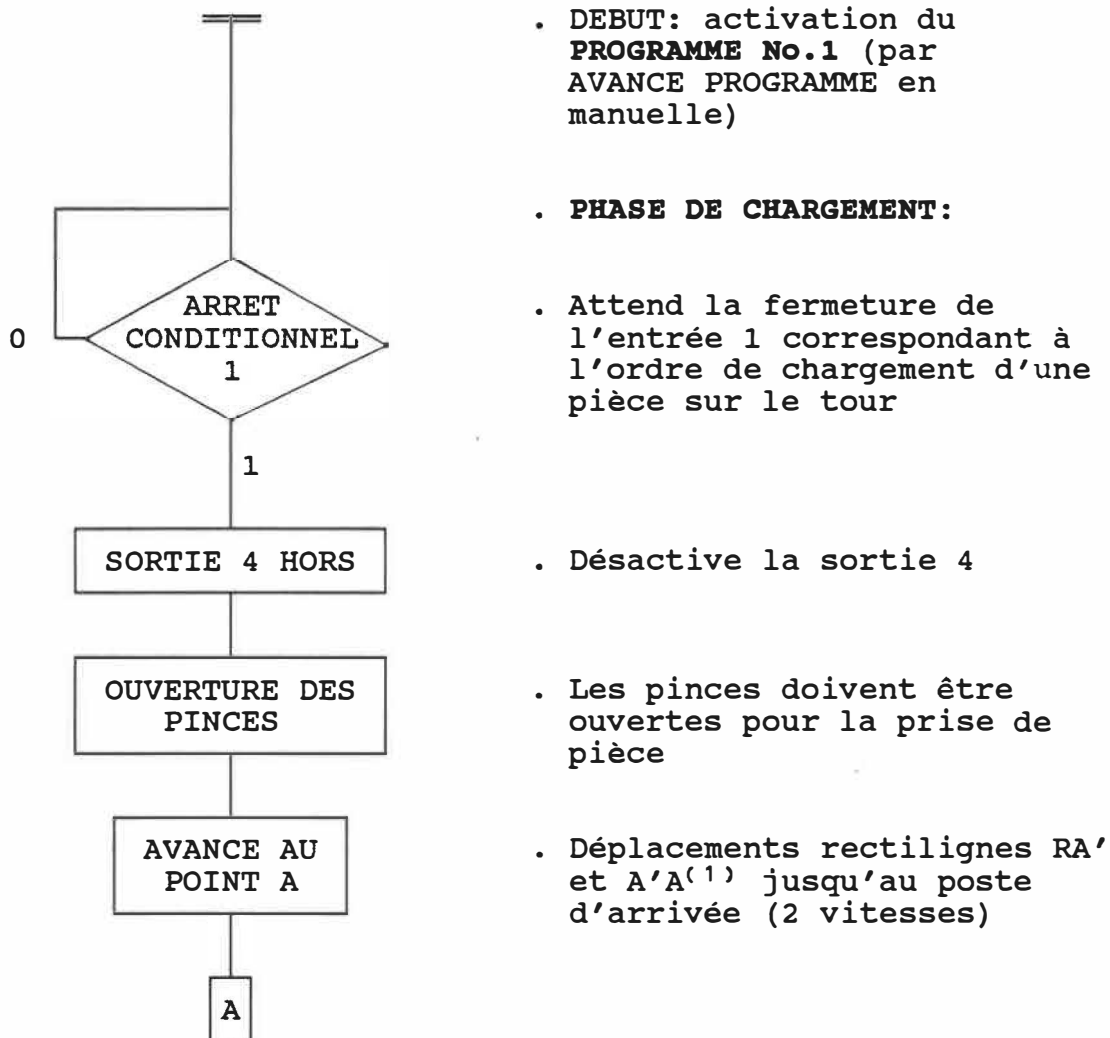 . DEBUT: activation du
PROGRAMME No.1 (par
AVANCE PROGRAMME en
manuelle)
. PHASE DE CHARGEMENT:
ARRET
CONDITIONNEL
1
0
. Attend la fermeture de
l'entrée 1 correspondant à
l'ordre de chargement d'une
pièce sur le tour
1
SORTIE 4 HORS
. Désactive la sortie 4
OUVERTURE DES
PINCES
. Les pinces doivent être
ouvertes pour la prise de
pièce
AVANCE AU
POINT A
. Déplacements rectilignes RA'
et A'A(1) jusqu'au poste
d'arrivée (2 vitesses)
A